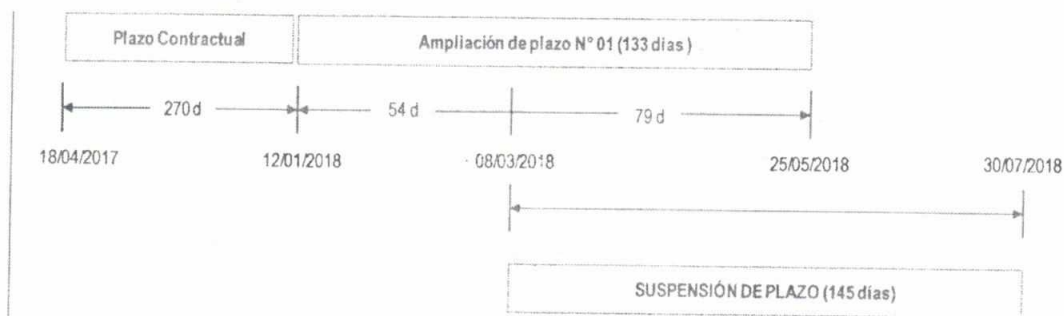 Plazo Contractual
Ampliación de plazo N° 01 (133 días )
270 d
54 d
79 d
18/04/2017
12/01/2018
08/03/2018
25/05/2018
30/07/2018
SUSPENSIÓN DE PLAZO (145 días)